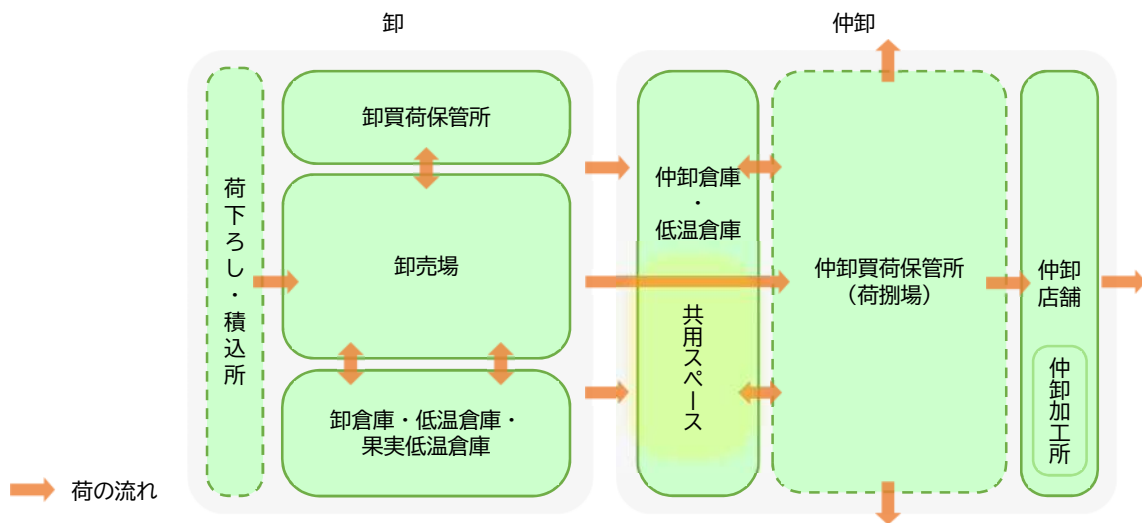 卸
仲卸
荷下ろし・積込所
卸買荷保管所
卸売場
卸倉庫・低温倉庫・
果実低温倉庫
仲卸倉庫
・
低温倉庫
共用スペース
仲卸買荷保管所
（荷捌場）
仲卸
店舗
仲卸加工所
荷の流れ